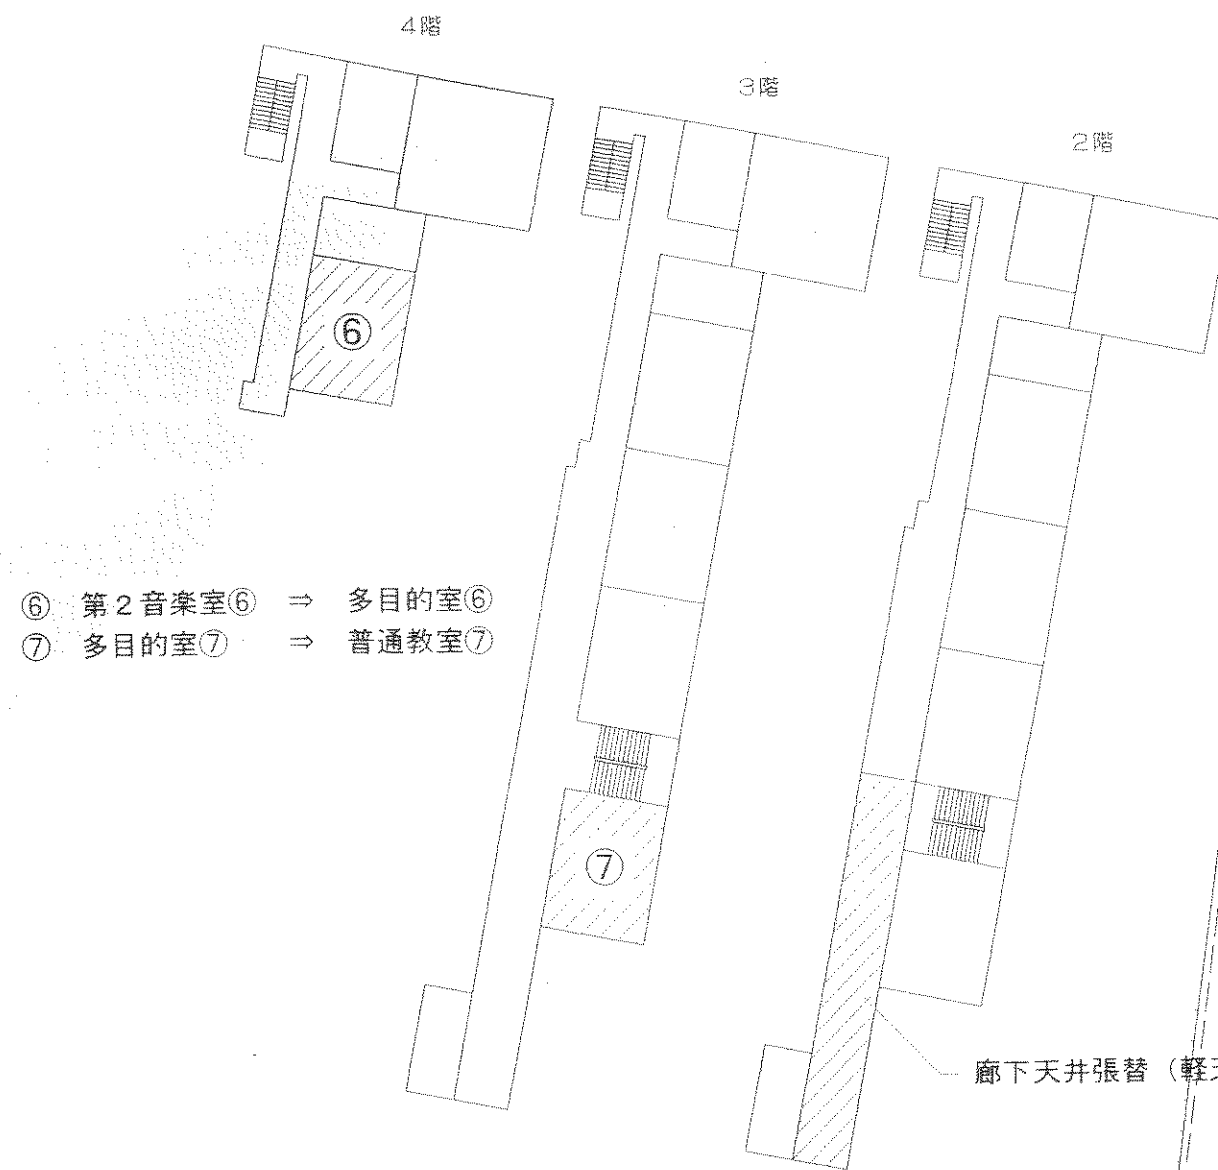 4階
3階
2階
⑥
⑥ 第2音楽室⑥ ⇒ 多目的室⑥
⑦ 多目的室⑦ ⇒ 普通教室⑦
⑦
廊下天井張替（軽